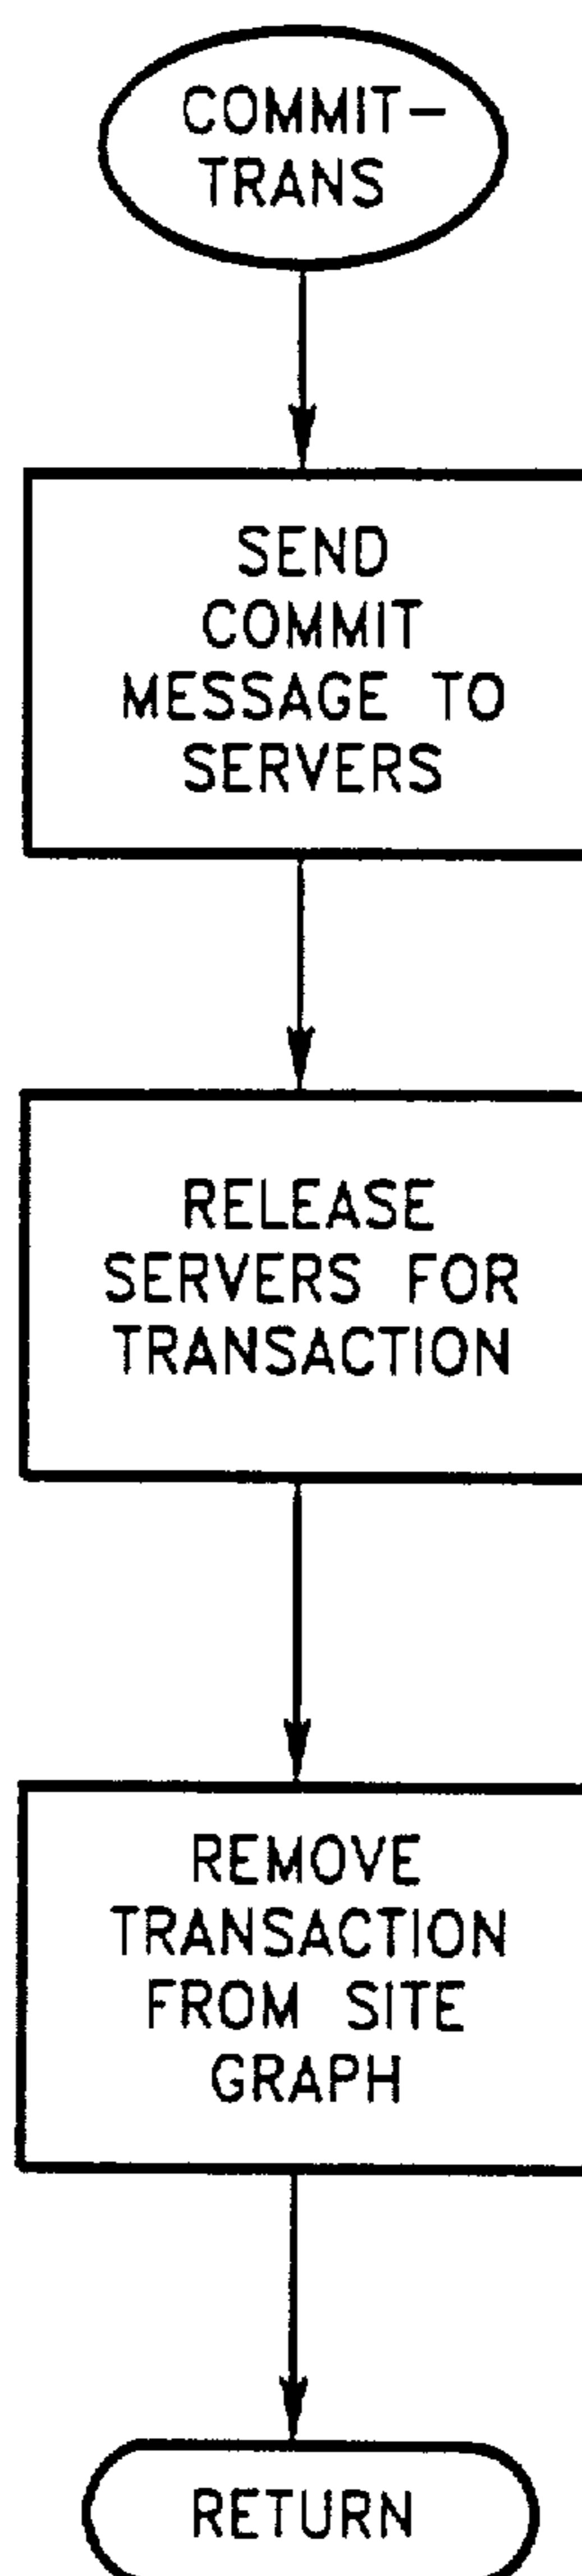 COMMIT-
TRANS
SEND
COMMIT
MESSAGE TO
SERVERS
RELEASE
SERVERS FOR
TRANSACTION
REMOVE
TRANSACTION
FROM SITE
GRAPH
RETURN